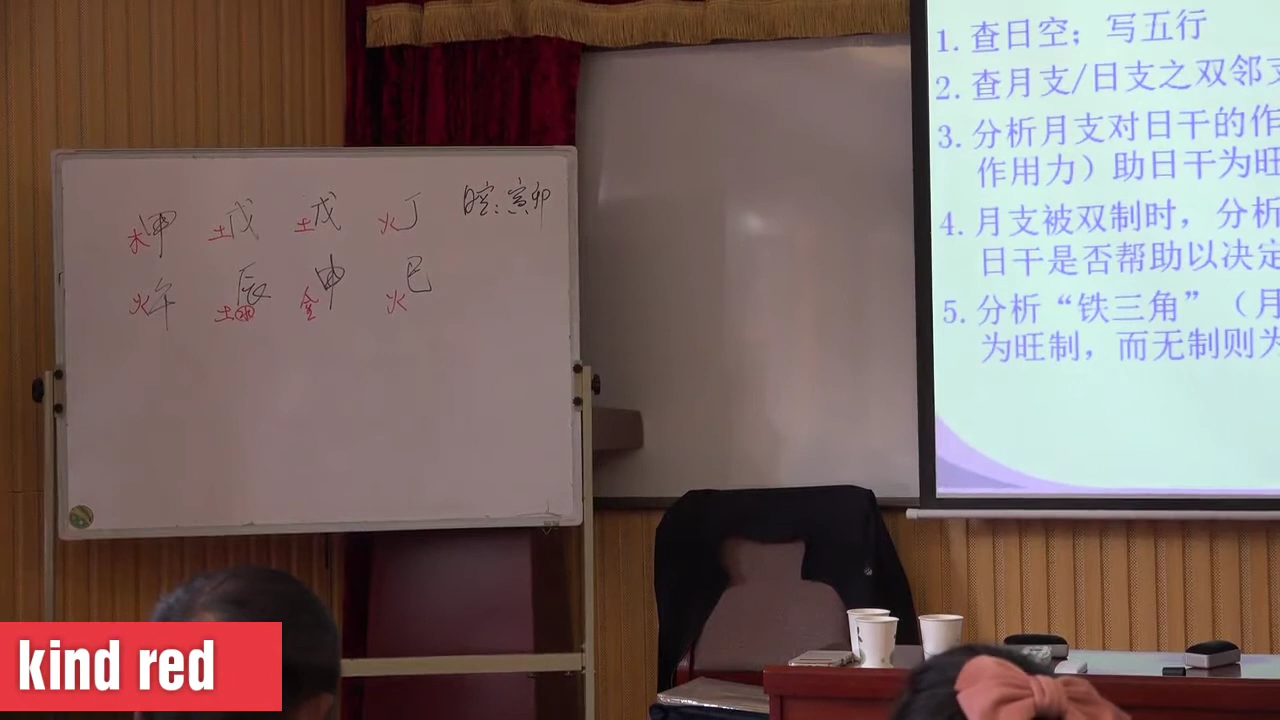 木甲 土戊 土戊 火丁 日空：寅卯
火午 土辰 金申 火巳
1. 查日空；写五行
2. 查月支/日支之双邻支
3. 分析月支对日干的作
作用力）助日干为旺
4. 月支被双制时，分析
日干是否帮助以决定
5. 分析“铁三角”（月
为旺制，而无制则为
kind red